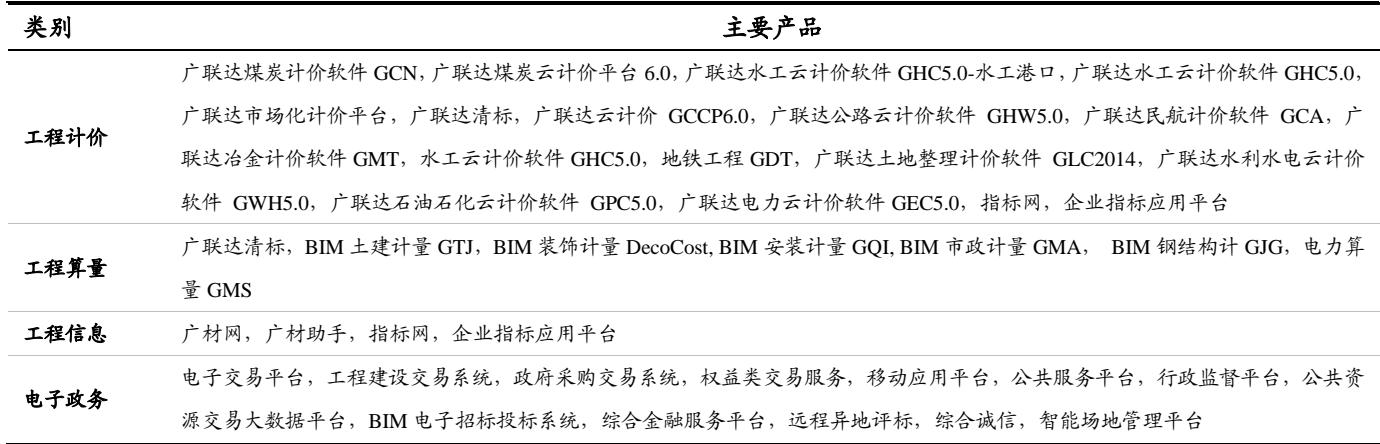 类别 主要产品
广联达煤炭计价软件 GCN，广联达煤炭云计价平台 6.0，广联达水工云计价软件 GHC5.0-水工港口，广联达水工云计价软件 GHC5.0，
广联达市场化计价平台，广联达清标，广联达云计价 GCCP6.0，广联达公路云计价软件 GHW5.0，广联达民航计价软件 GCA，广
工程计价
联达冶金计价软件 GMT，水工云计价软件 GHC5.0，地铁工程 GDT，广联达土地整理计价软件 GLC2014，广联达水利水电云计价
软件 GWH5.0，广联达石油石化云计价软件 GPC5.0，广联达电力云计价软件 GEC5.0，指标网，企业指标应用平台
广联达清标，BIM 土建计量 GTJ，BIM 装饰计量 DecoCost, BIM 安装计量 GQI, BIM 市政计量 GMA， BIM 钢结构计 GJG，电力算
工程算量
量 GMS
工程信息 广材网，广材助手，指标网，企业指标应用平台
电子交易平台，工程建设交易系统，政府采购交易系统，权益类交易服务，移动应用平台，公共服务平台，行政监督平台，公共资
电子政务
源交易大数据平台，BIM 电子招标投标系统，综合金融服务平台，远程异地评标，综合诚信，智能场地管理平台